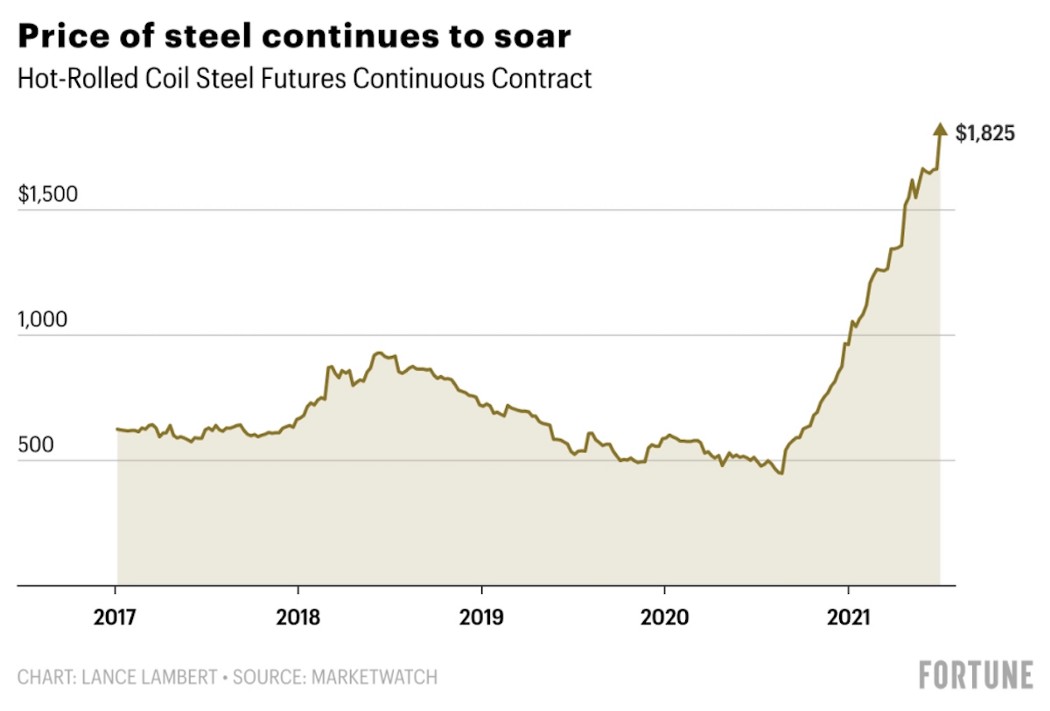 Price of steel continues to soar
Hot-Rolled Coil Steel Futures Continuous Contract
$1,825
$1,500
1,000
500
2017 2018 2019 2020 2021
CHART: LANCE LAMBERT • SOURCE: MARKETWATCH
FORTUNE